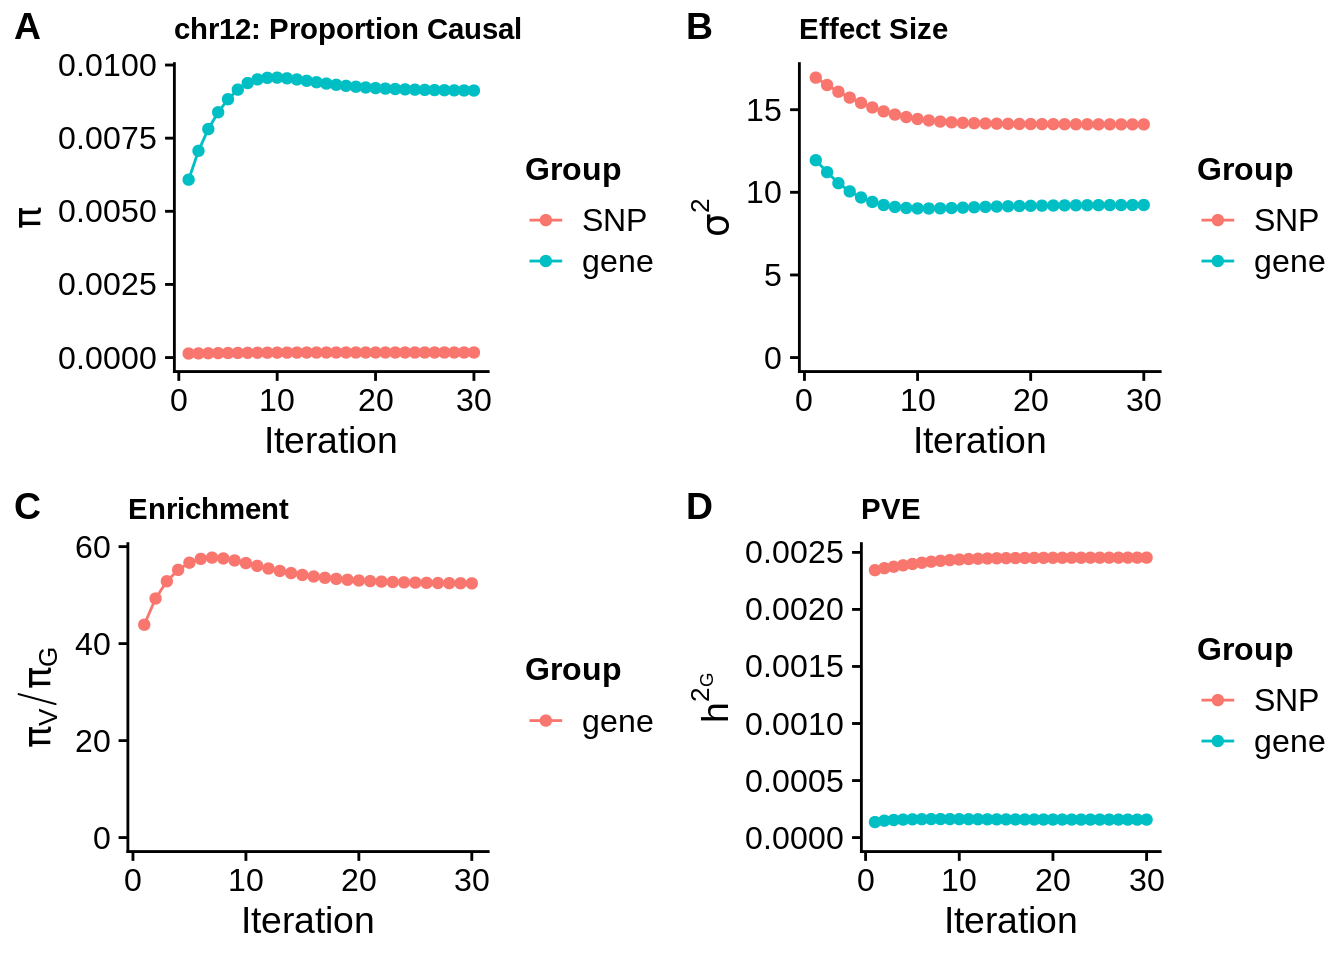 A chr12: Proportion Causal
0.0100
0.0075
0.0050
0.0025
0.0000
π
0 10 20 30
Iteration
Group
SNP
gene
B Effect Size
15
10
5
0
σ²
0 10 20 30
Iteration
Group
SNP
gene
C Enrichment
60
40
20
0
πV/πG
0 10 20 30
Iteration
Group
gene
D PVE
0.0025
0.0020
0.0015
0.0010
0.0005
0.0000
h²G
0 10 20 30
Iteration
Group
SNP
gene